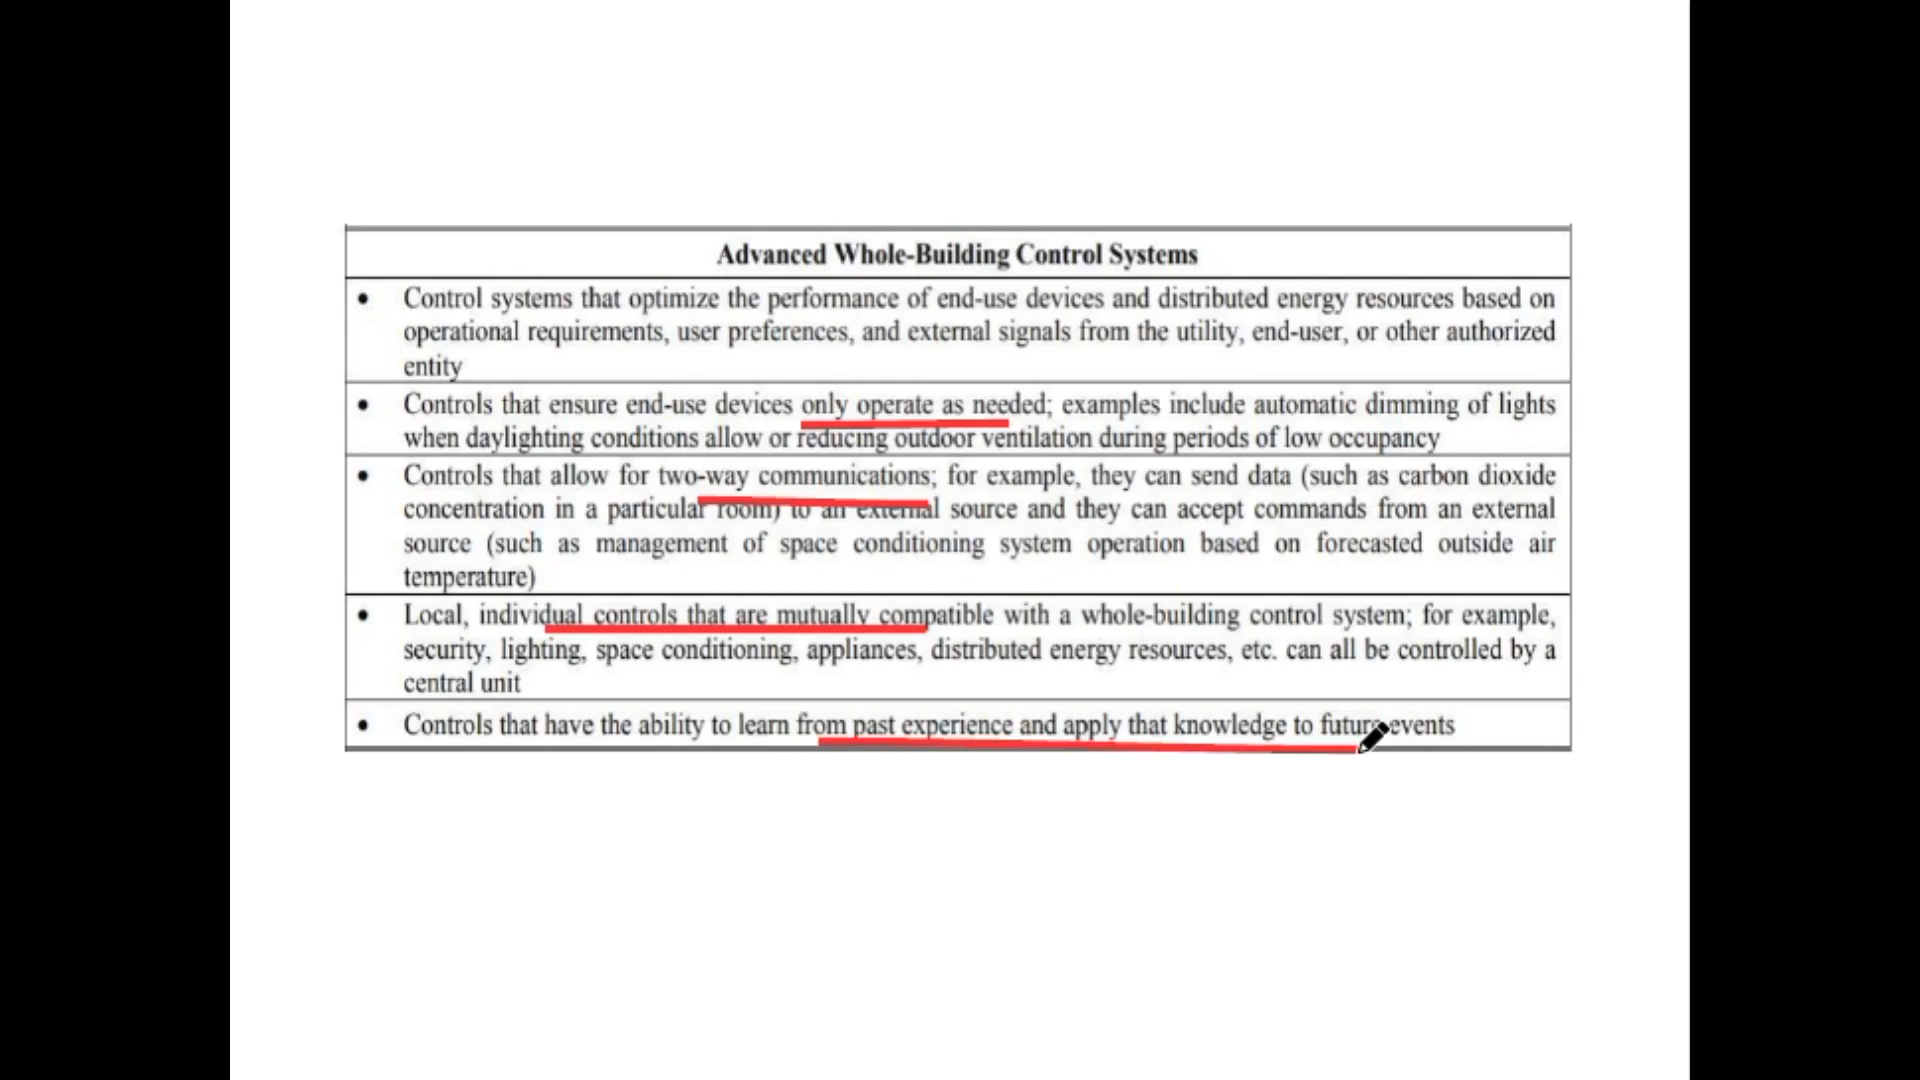 Advanced Whole-Building Control Systems
• Control systems that optimize the performance of end-use devices and distributed energy resources based on
operational requirements, user preferences, and external signals from the utility, end-user, or other authorized
entity
• Controls that ensure end-use devices only operate as needed; examples include automatic dimming of lights
when daylighting conditions allow or reducing outdoor ventilation during periods of low occupancy
• Controls that allow for two-way communications; for example, they can send data (such as carbon dioxide
concentration in a particular room) to an external source and they can accept commands from an external
source (such as management of space conditioning system operation based on forecasted outside air
temperature)
• Local, individual controls that are mutually compatible with a whole-building control system; for example,
security, lighting, space conditioning, appliances, distributed energy resources, etc. can all be controlled by a
central unit
• Controls that have the ability to learn from past experience and apply that knowledge to future events